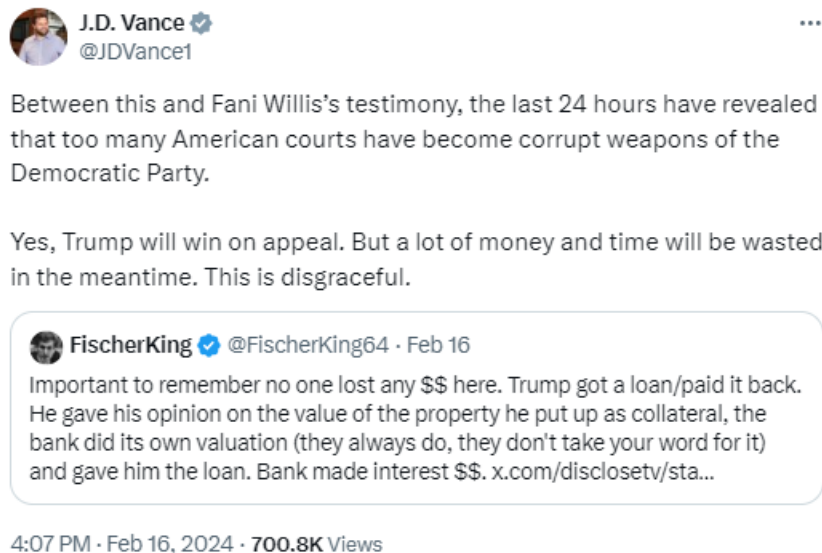 J.D. Vance
@JDVance1
Between this and Fani Willis’s testimony, the last 24 hours have revealed
that too many American courts have become corrupt weapons of the
Democratic Party.
Yes, Trump will win on appeal. But a lot of money and time will be wasted
in the meantime. This is disgraceful.
FischerKing @FischerKing64 · Feb 16
Important to remember no one lost any $$ here. Trump got a loan/paid it back.
He gave his opinion on the value of the property he put up as collateral, the
bank did its own valuation (they always do, they don't take your word for it)
and gave him the loan. Bank made interest $$. x.com/disclosetv/sta...
4:07 PM · Feb 16, 2024 · 700.8K Views